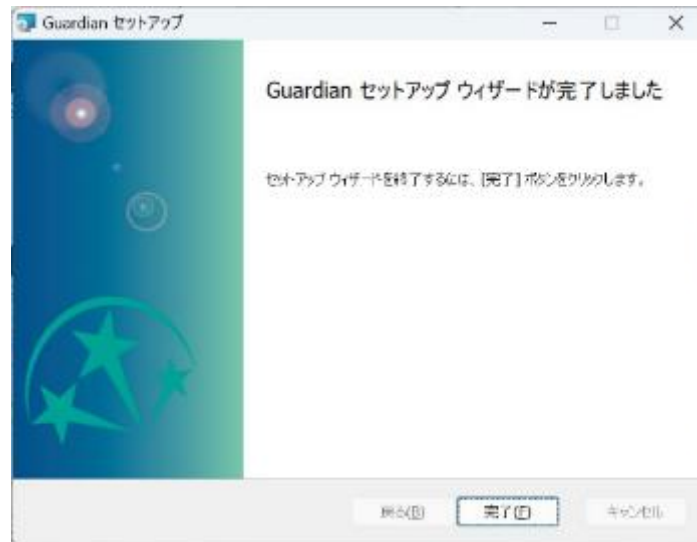 Guardian セットアップ
Guardian セットアップ ウィザードが完了しました
セットアップ ウィザードを終了するには、[完了] ボタンをクリックします。
戻る(B)
完了(F)
キャンセル